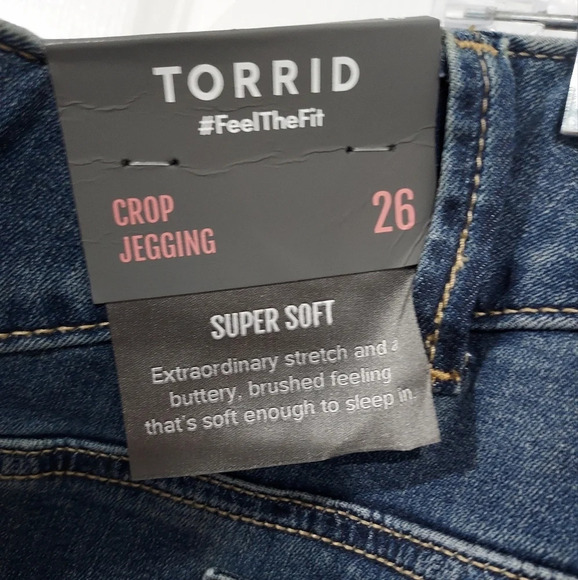 TORRID
#FeelTheFit
CROP
JEGGING
26
SUPER SOFT
Extraordinary stretch and a
buttery, brushed feeling
that's soft enough to sleep in.